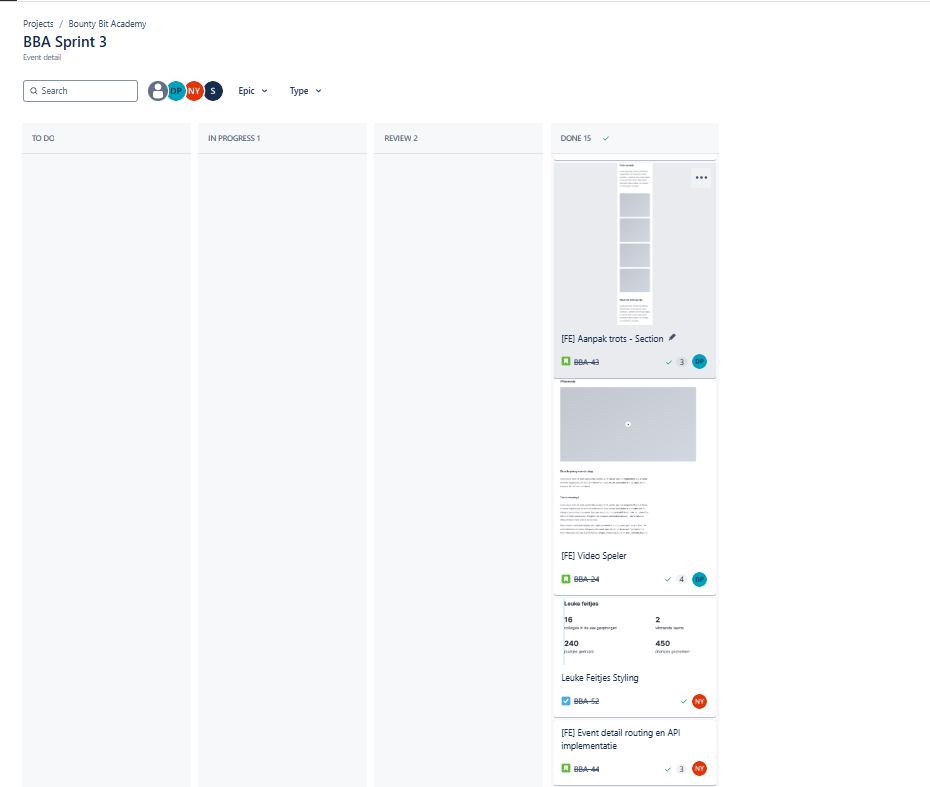 Projects / Bounty Bit Academy
BBA Sprint 3
Event detail
Search
DP
NY
S
Epic
Type
TO DO
IN PROGRESS 1
REVIEW 2
DONE 15
[FE] Aanpak trots - Section
BBA-43
3
DP
[FE] Video Speler
BBA-24
4
DP
Leuke feitjes
16
2
240
450
Leuke Feitjes Styling
BBA-52
NY
[FE] Event detail routing en API
implementatie
BBA-44
3
NY